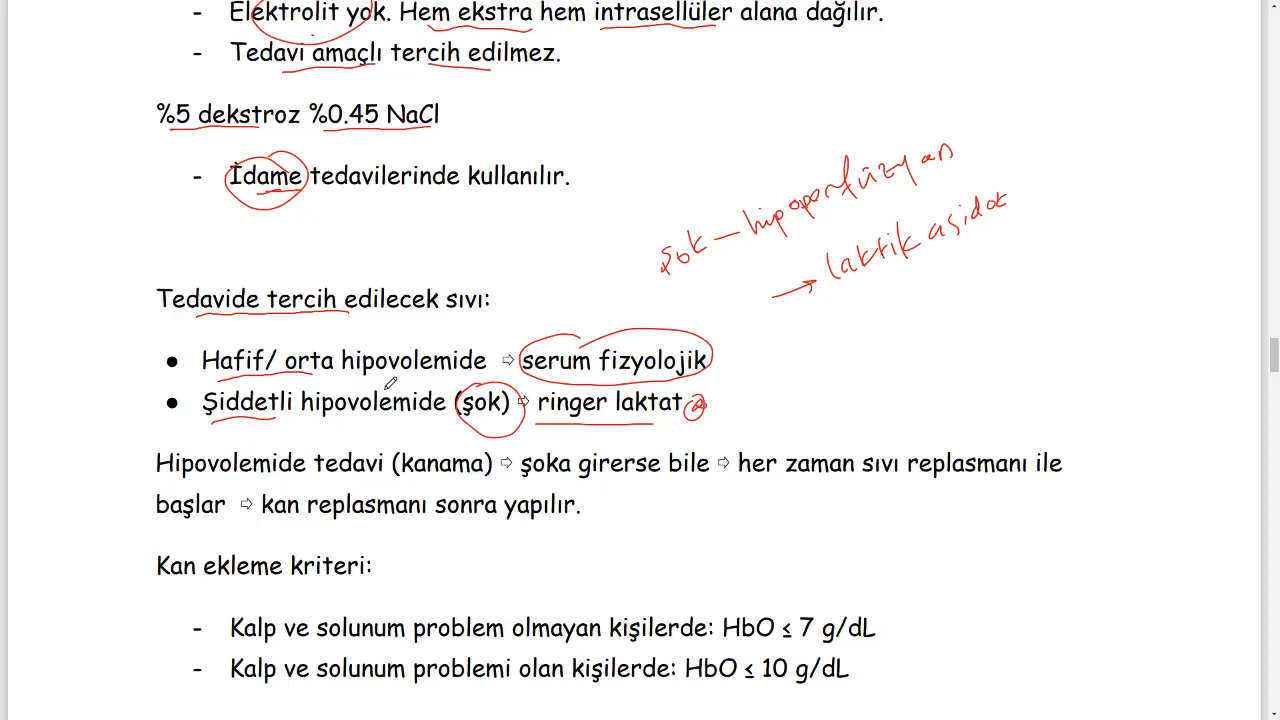 - Elektrolit yok. Hem ekstra hem intrasellüler alana dağılır.
- Tedavi amaçlı tercih edilmez.
%5 dekstroz %0.45 NaCl
- İdame tedavilerinde kullanılır.
şok — hipoperfüzyon
→ laktik asidoz
Tedavide tercih edilecek sıvı:
● Hafif/ orta hipovolemide ⇨ serum fizyolojik
● Şiddetli hipovolemide (şok) ⇨ ringer laktat
Hipovolemide tedavi (kanama) ⇨ şoka girerse bile ⇨ her zaman sıvı replasmanı ile
başlar ⇨ kan replasmanı sonra yapılır.
Kan ekleme kriteri:
- Kalp ve solunum problem olmayan kişilerde: HbO ≤ 7 g/dL
- Kalp ve solunum problemi olan kişilerde: HbO ≤ 10 g/dL